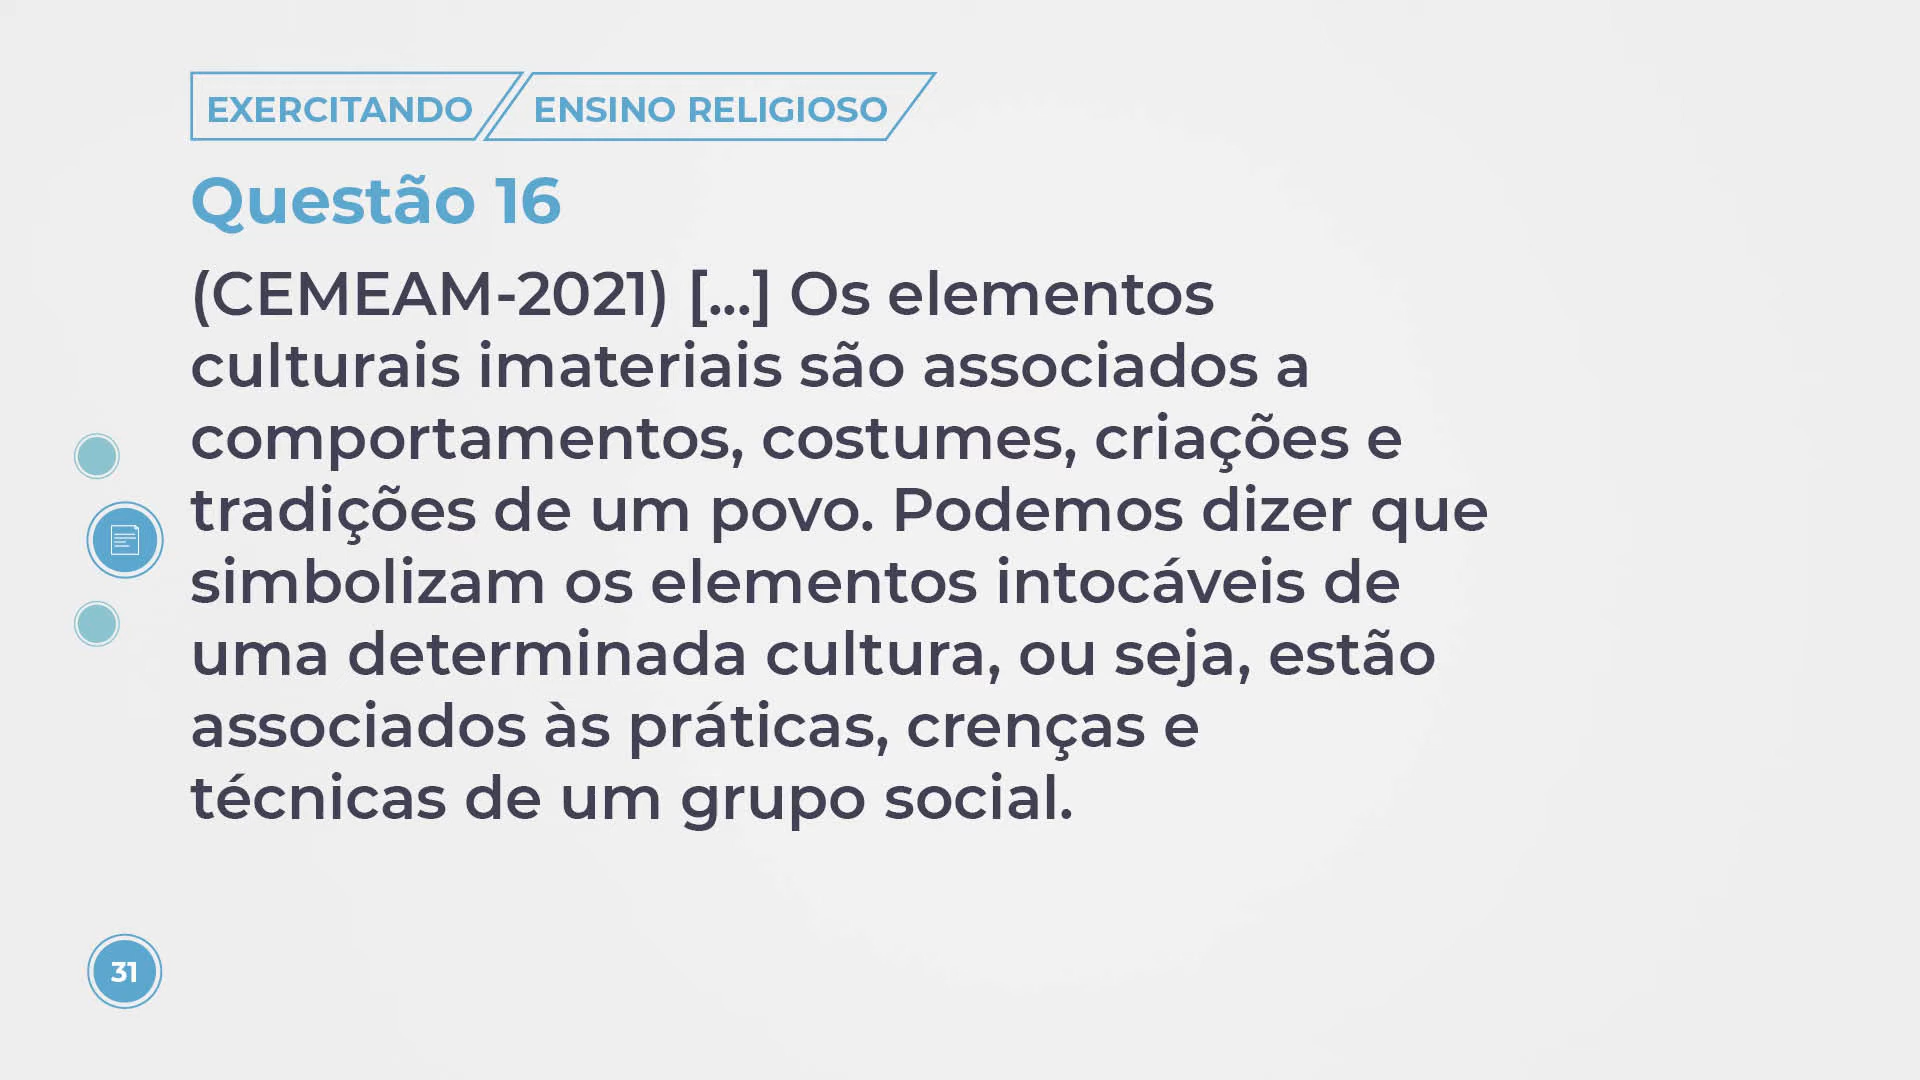 EXERCITANDO ENSINO RELIGIOSO
Questão 16
(CEMEAM-2021) [...] Os elementos
culturais imateriais são associados a
comportamentos, costumes, criações e
tradições de um povo. Podemos dizer que
simbolizam os elementos intocáveis de
uma determinada cultura, ou seja, estão
associados às práticas, crenças e
técnicas de um grupo social.
31